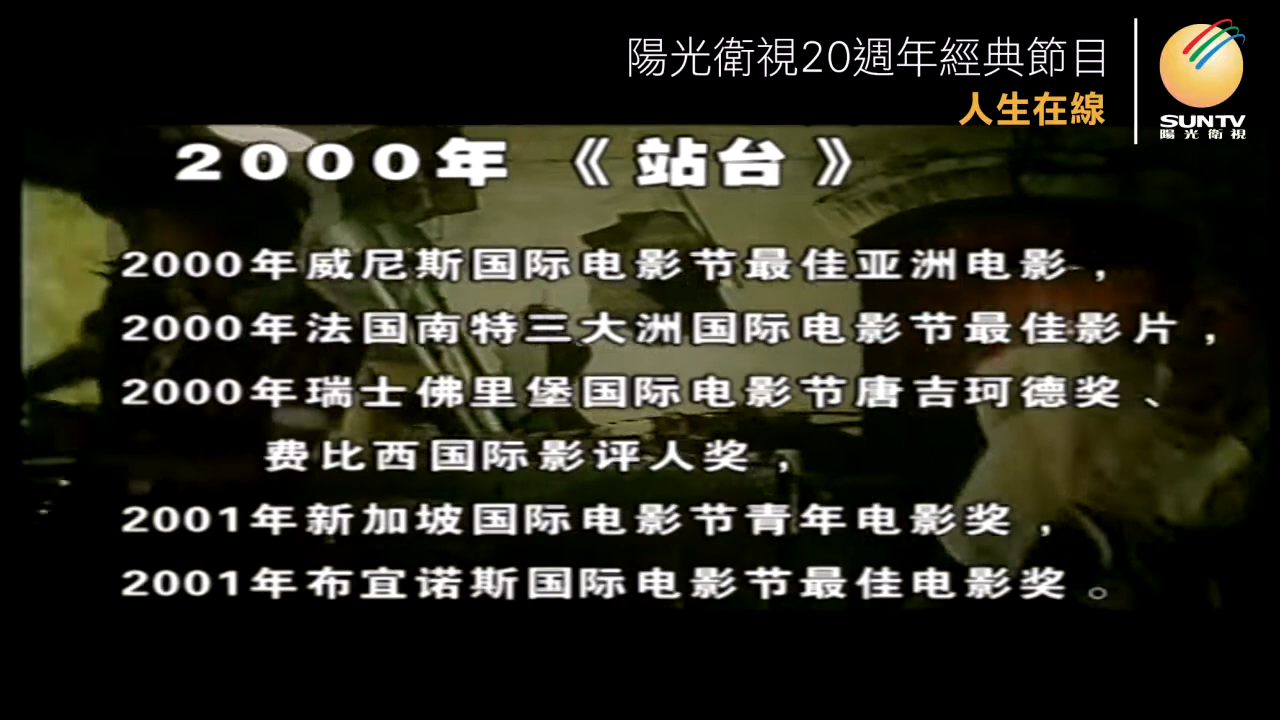 陽光衛視20週年經典節目
人生在線
SUNTV
陽光衛視
2000年《站台》
2000年威尼斯国际电影节最佳亚洲电影，
2000年法国南特三大洲国际电影节最佳影片，
2000年瑞士佛里堡国际电影节唐吉珂德奖、
费比西国际影评人奖，
2001年新加坡国际电影节青年电影奖，
2001年布宜诺斯国际电影节最佳电影奖。